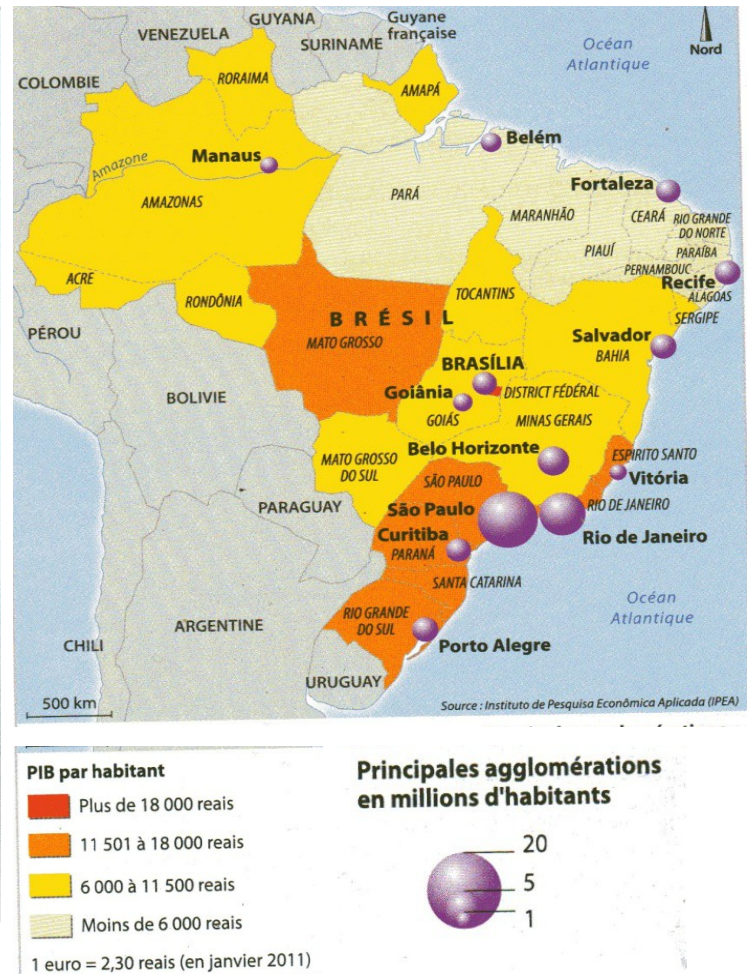 GUYANA
Guyane
française
VENEZUELA
SURINAME
Océan
Atlantique
Nord
COLOMBIE
RORAIMA
AMAPÁ
Amazone
Manaus
Belém
AMAZONAS
PARÁ
Fortaleza
MARANHÃO
CEARÁ
RIO GRANDE
DO NORTE
PIAUÍ
PARAÍBA
PERNAMBOUC
Recife
ALAGOAS
ACRE
RONDÔNIA
TOCANTINS
SERGIPE
BRÉSIL
MATO GROSSO
PÉROU
Salvador
BAHIA
BRASÍLIA
DISTRICT FÉDÉRAL
BOLIVIE
Goiânia
GOIÁS
MINAS GERAIS
MATO GROSSO
DO SUL
Belo Horizonte
ESPIRITO SANTO
Vitória
SÃO PAULO
São Paulo
RIO DE JANEIRO
Rio de Janeiro
PARAGUAY
Curitiba
PARANÁ
SANTA CATARINA
RIO GRANDE
DO SUL
Océan
Atlantique
CHILI
ARGENTINE
Porto Alegre
URUGUAY
500 km
Source : Instituto de Pesquisa Econômica Aplicada (IPEA)
PIB par habitant
Plus de 18 000 reais
11 501 à 18 000 reais
6 000 à 11 500 reais
Moins de 6 000 reais
1 euro = 2,30 reais (en janvier 2011)
Principales agglomérations
en millions d'habitants
20
5
1